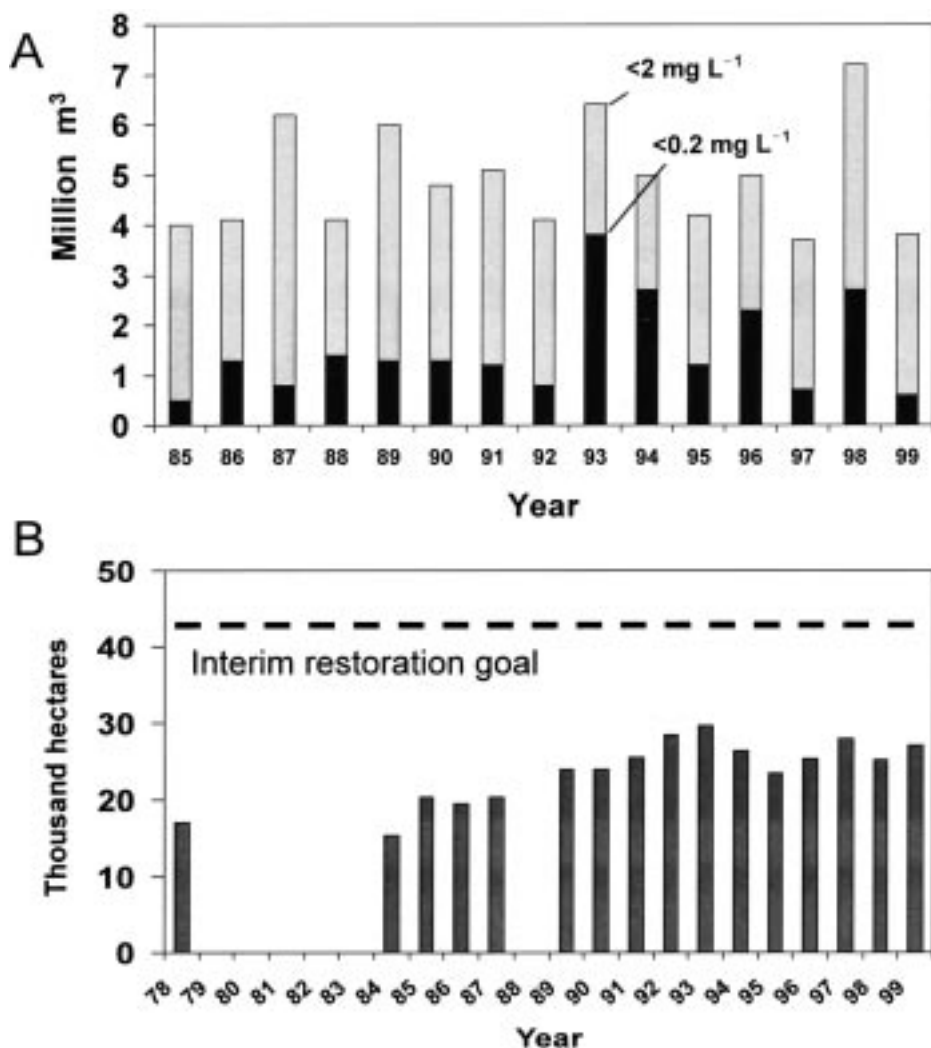 A
Million m³
8
7
6
5
4
3
2
1
0
<2 mg L⁻¹
<0.2 mg L⁻¹
85 86 87 88 89 90 91 92 93 94 95 96 97 98 99
Year
B
Thousand hectares
50
40
30
20
10
0
Interim restoration goal
78 79 80 81 82 83 84 85 86 87 88 89 90 91 92 93 94 95 96 97 98 99
Year